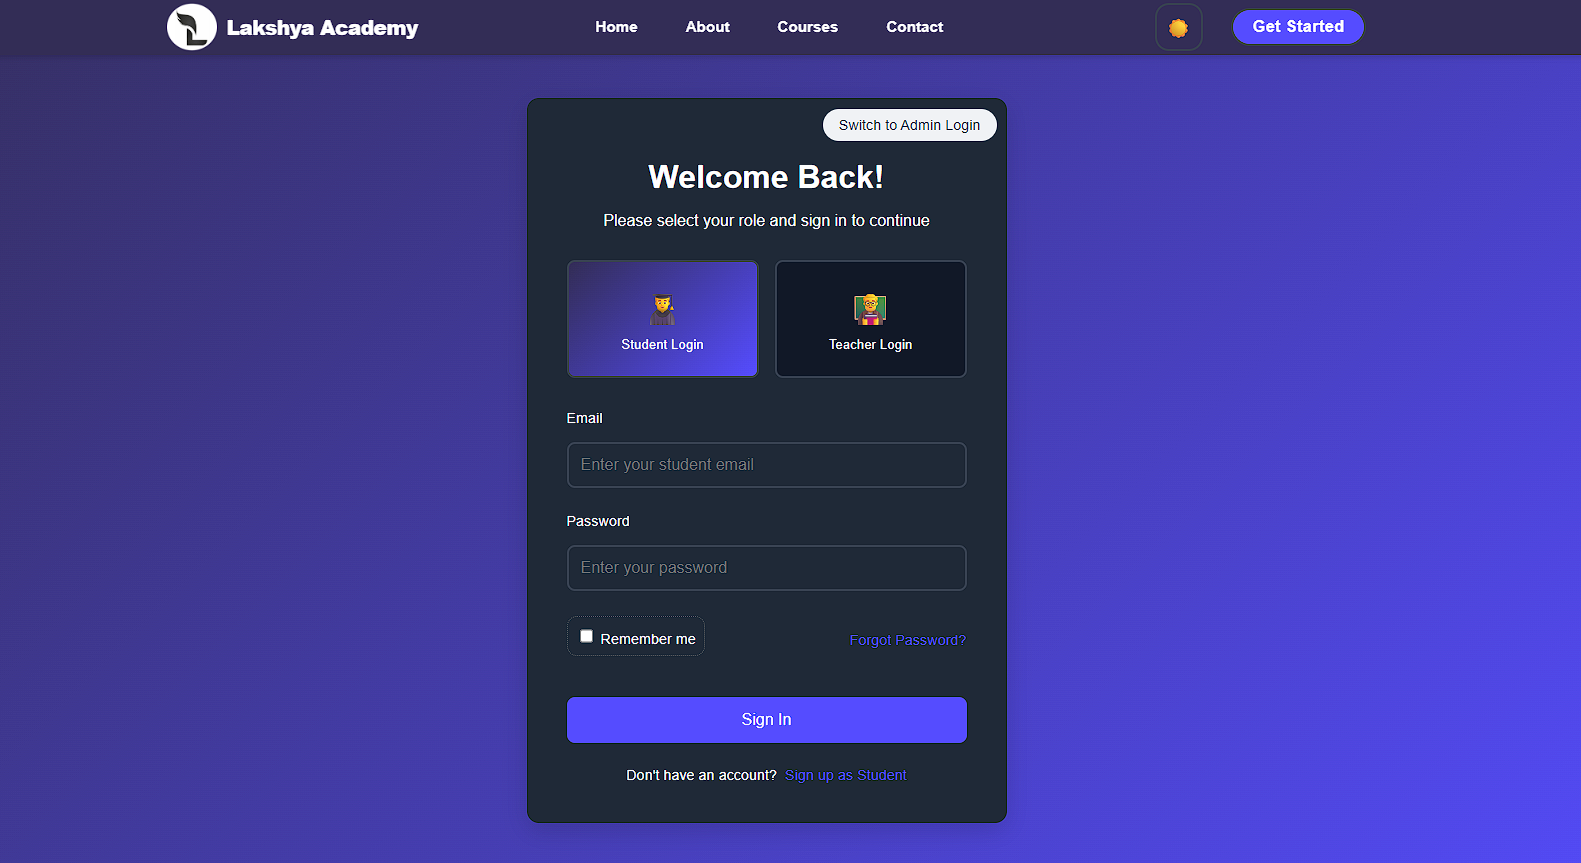 Lakshya Academy
Home About Courses Contact
Get Started
Switch to Admin Login
Welcome Back!
Please select your role and sign in to continue
Student Login
Teacher Login
Email
Enter your student email
Password
Enter your password
Remember me
Forgot Password?
Sign In
Don't have an account? Sign up as Student